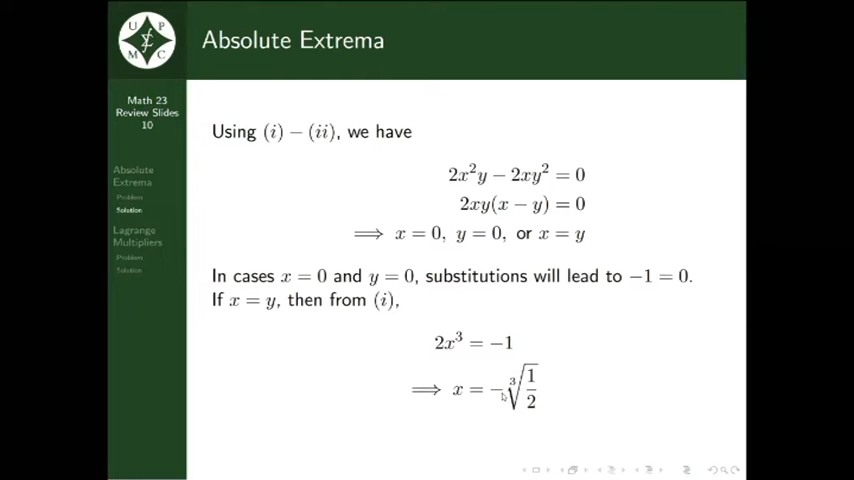 U P
M C
Absolute Extrema
Math 23
Review Slides
10
Absolute
Extrema
Problem
Solution
Lagrange
Multipliers
Problem
Solution
Using (i) − (ii), we have
2x²y − 2xy² = 0
2xy(x − y) = 0
⟹ x = 0, y = 0, or x = y
In cases x = 0 and y = 0, substitutions will lead to −1 = 0.
If x = y, then from (i),
2x³ = −1
⟹ x = −∛(1/2)